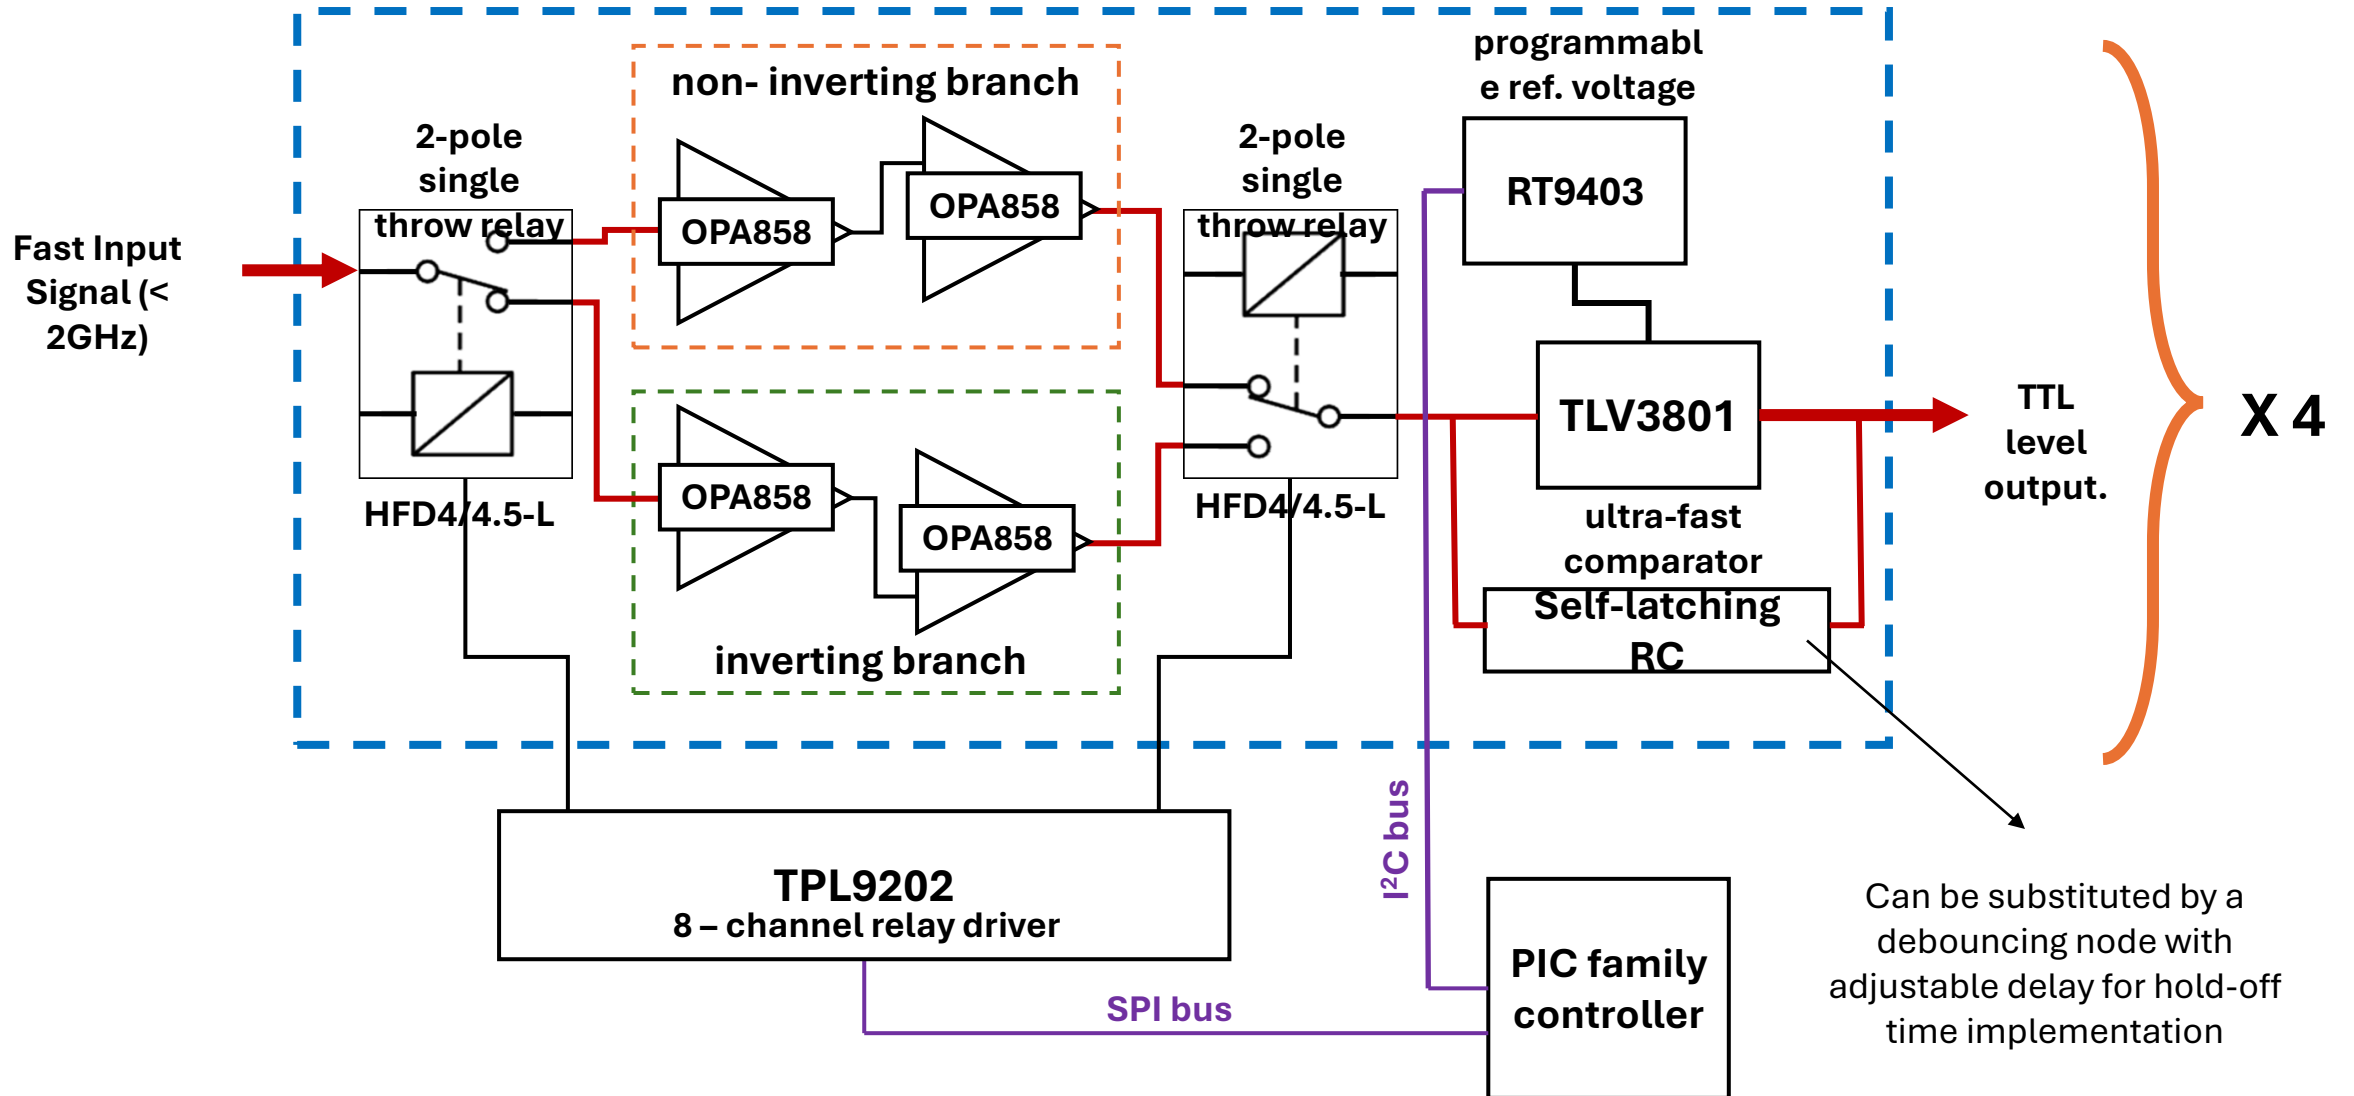 Fast Input
Signal (<
2GHz)
2-pole
single
throw relay
HFD4/4.5-L
non- inverting branch
OPA858
OPA858
OPA858
OPA858
inverting branch
2-pole
single
throw relay
HFD4/4.5-L
programmabl
e ref. voltage
RT9403
TLV3801
ultra-fast
comparator
Self-latching
RC
TTL
level
output.
X 4
TPL9202
8 – channel relay driver
SPI bus
I²C bus
PIC family
controller
Can be substituted by a
debouncing node with
adjustable delay for hold-off
time implementation